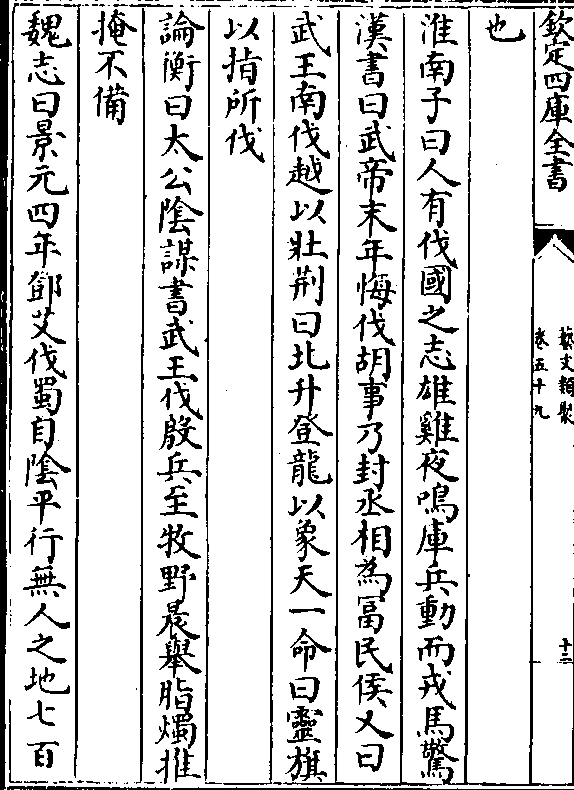 欽定四庫全書
藝文類聚
卷五十九
十二
也
淮南子曰人有伐國之志雄雞夜鳴庫兵動而戎馬驚
漢書曰武帝末年悔伐胡事乃封丞相為富民侯又曰
武王南伐越以壯荆曰北升登龍以象天一命曰靈旗
以指所伐
論衡曰太公陰謀書武王伐殷兵至牧野晨舉脂燭推
掩不備
魏志曰景元四年鄧艾伐蜀自陰平行無人之地七百